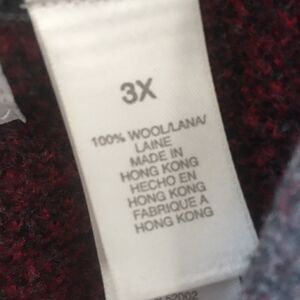 3X
100% WOOL/LANA/
LAINE
MADE IN
HONG KONG
HECHO EN
HONG KONG
FABRIQUE A
HONG KONG